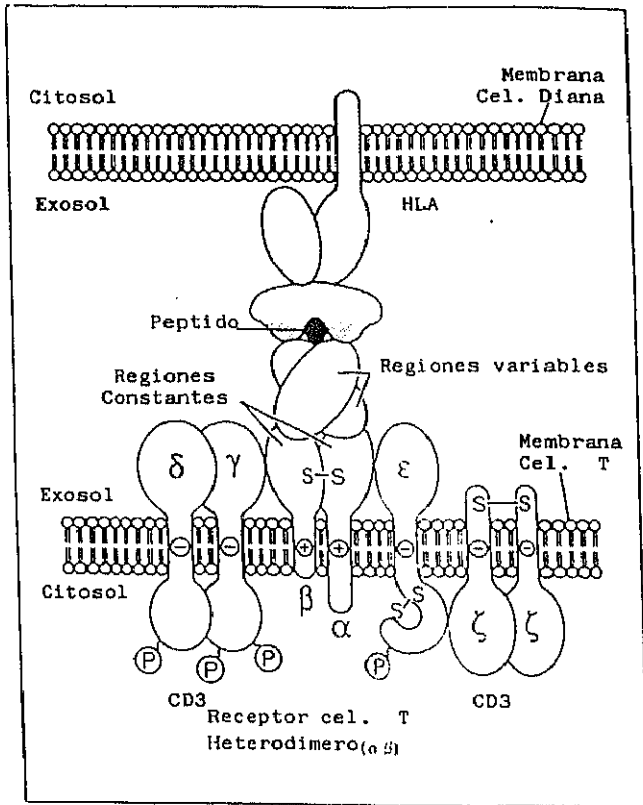 Membrana
Cel. Diana
Citosol
Exosol
HLA
Peptido
Regiones variables
Regiones
Constantes
Membrana
Cel. T
δ
γ
S-S
ε
S S
Exosol
- - + + - - -
Citosol
β
α
S S
ζ
ζ
P
P
P
P
CD3
CD3
Receptor cel. T
Heterodimero(α β)